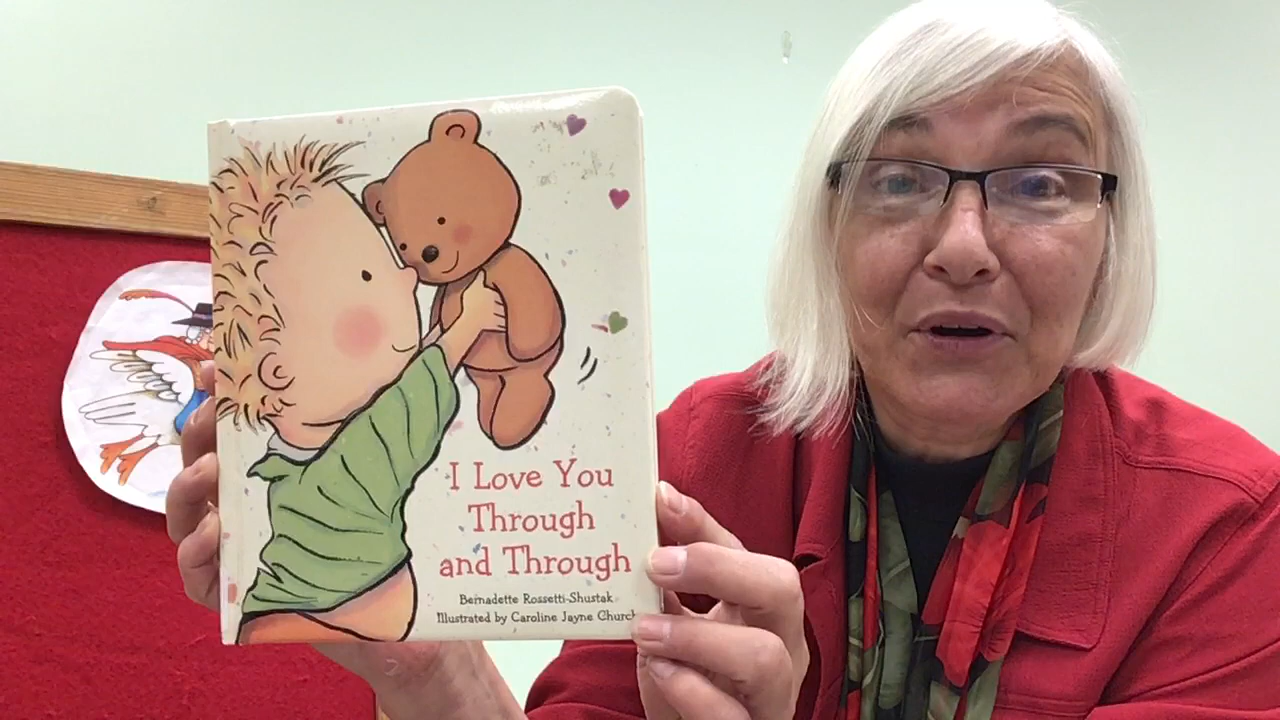 I Love You
Through
and Through
Bernadette Rossetti-Shustak
Illustrated by Caroline Jayne Church